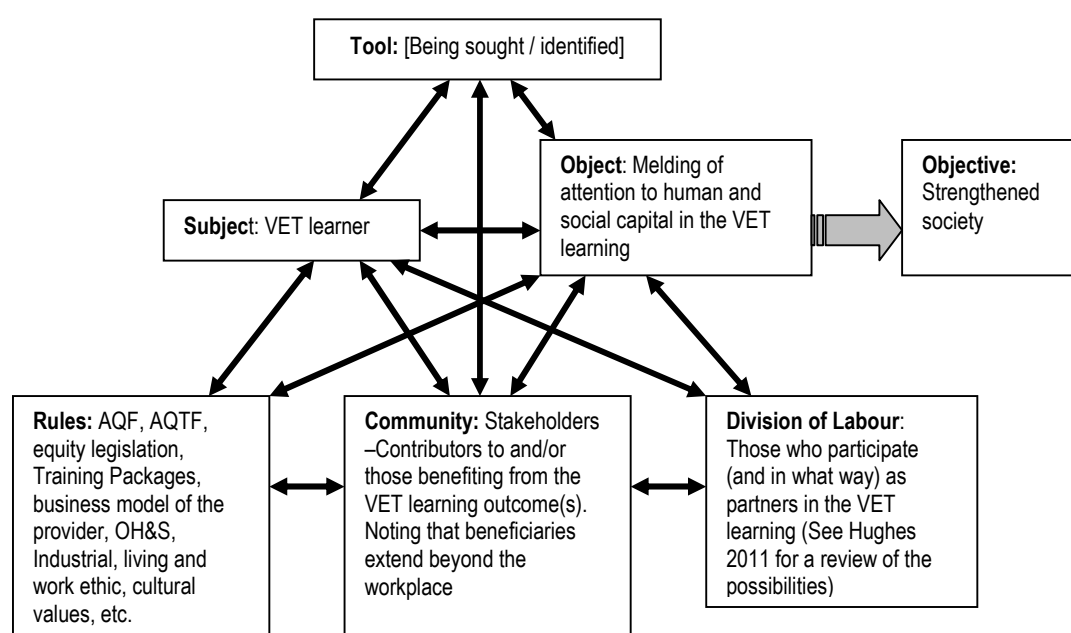 Tool: [Being sought / identified]
Object: Melding of
attention to human and
social capital in the VET
learning
Objective:
Strengthened
society
Subject: VET learner
Rules: AQF, AQTF,
equity legislation,
Training Packages,
business model of the
provider, OH&S,
Industrial, living and
work ethic, cultural
values, etc.
Community: Stakeholders
–Contributors to and/or
those benefiting from the
VET learning outcome(s).
Noting that beneficiaries
extend beyond the
workplace
Division of Labour:
Those who participate
(and in what way) as
partners in the VET
learning (See Hughes
2011 for a review of the
possibilities)